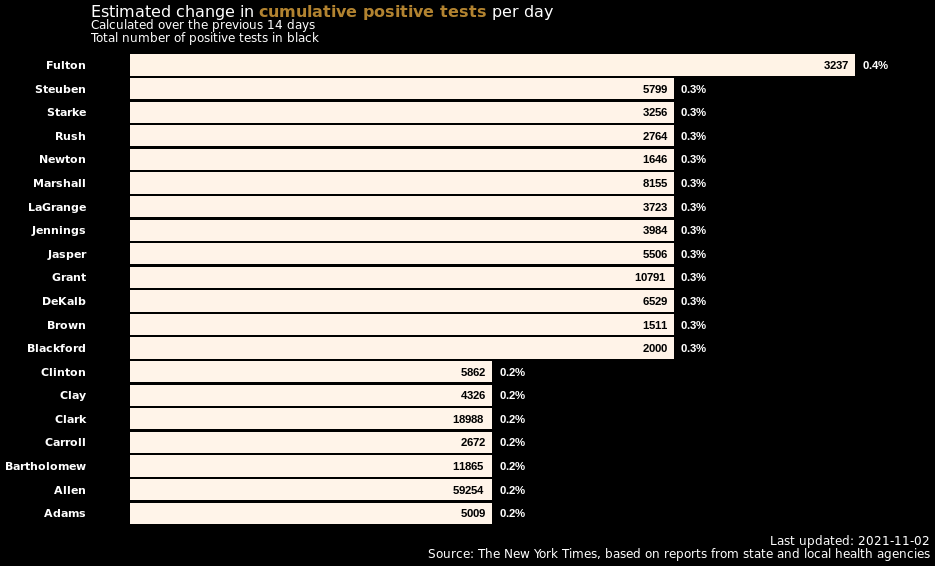 Estimated change in cumulative positive tests per day
Calculated over the previous 14 days
Total number of positive tests in black
Fulton 3237 0.4%
Steuben 5799 0.3%
Starke 3256 0.3%
Rush 2764 0.3%
Newton 1646 0.3%
Marshall 8155 0.3%
LaGrange 3723 0.3%
Jennings 3984 0.3%
Jasper 5506 0.3%
Grant 10791 0.3%
DeKalb 6529 0.3%
Brown 1511 0.3%
Blackford 2000 0.3%
Clinton 5862 0.2%
Clay 4326 0.2%
Clark 18988 0.2%
Carroll 2672 0.2%
Bartholomew 11865 0.2%
Allen 59254 0.2%
Adams 5009 0.2%
Last updated: 2021-11-02
Source: The New York Times, based on reports from state and local health agencies